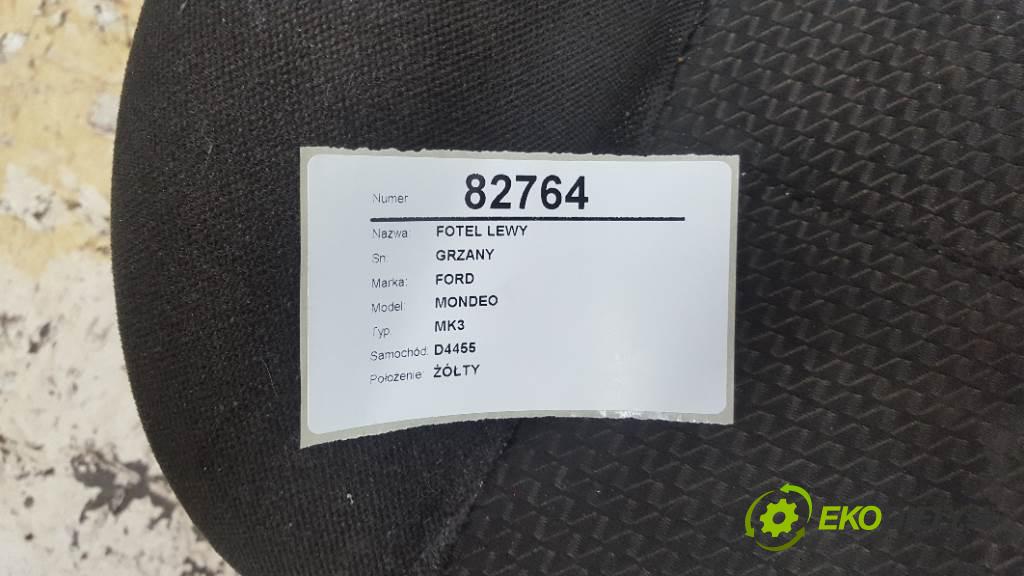 Numer 82764
Nazwa: FOTEL LEWY
Sn: GRZANY
Marka: FORD
Model: MONDEO
Typ: MK3
Samochód: D4455
Położenie: ŻÓŁTY
EKO